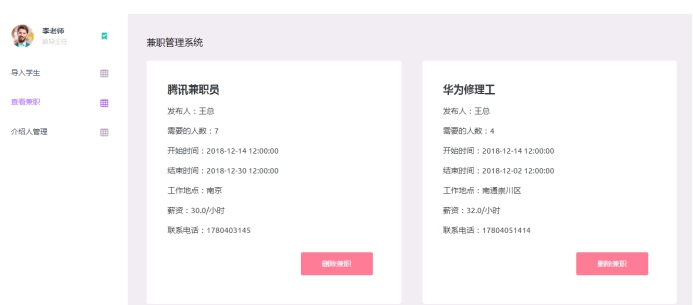 李老师
辅导主任
导入学生
查看兼职
介绍人管理
兼职管理系统
腾讯兼职员
发布人：王总
需要的人数：7
开始时间：2018-12-14 12:00:00
结束时间：2018-12-30 12:00:00
工作地点：南京
薪资：30.0/小时
联系电话：1780403145
删除兼职
华为修理工
发布人：王总
需要的人数：4
开始时间：2018-12-14 12:00:00
结束时间：2018-12-02 12:00:00
工作地点：南通崇川区
薪资：32.0/小时
联系电话：17804051414
删除兼职